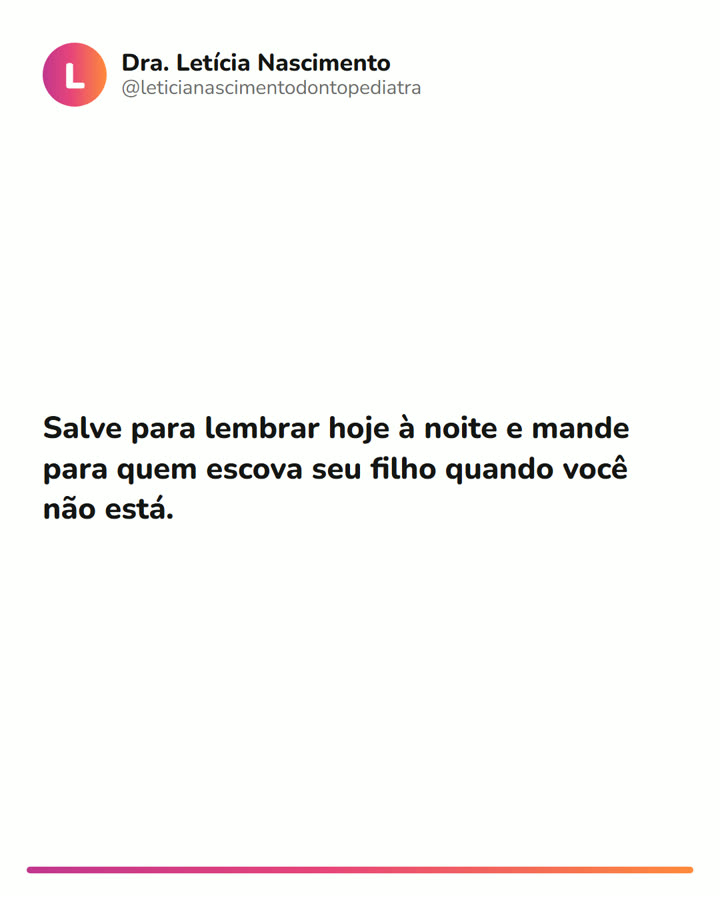 L
Dra. Letícia Nascimento
@leticianascimentodontopediatra
Salve para lembrar hoje à noite e mande
para quem escova seu filho quando você
não está.